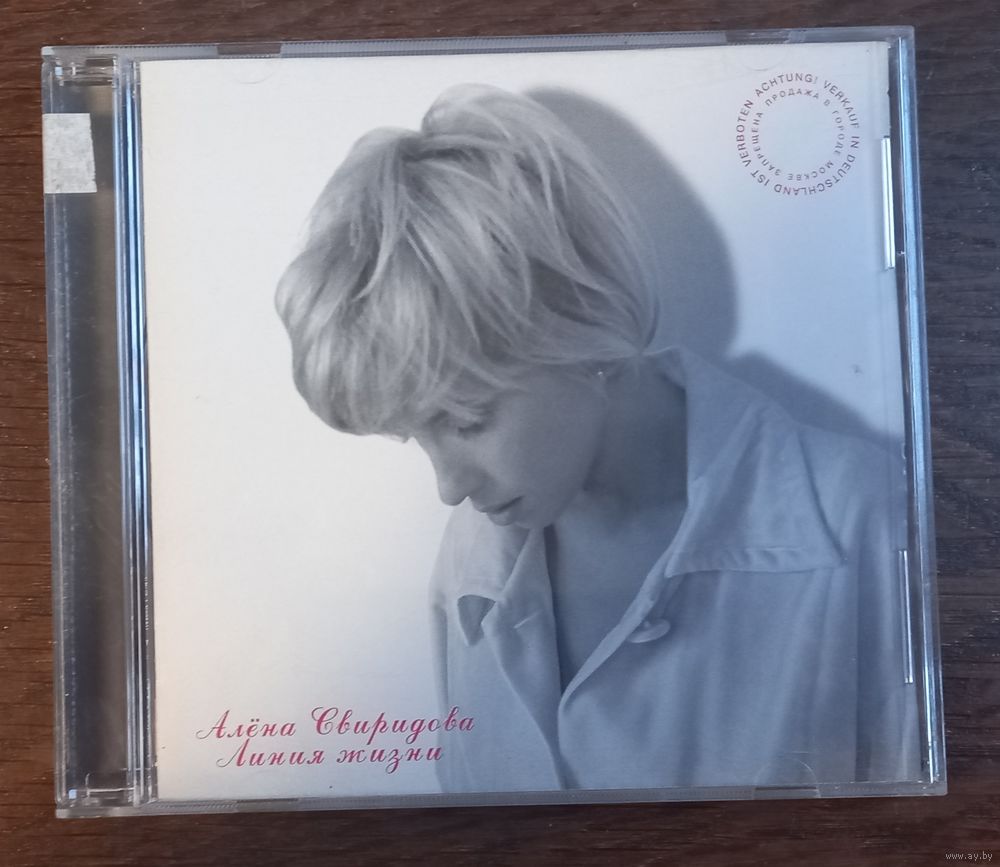 ACHTUNG! VERKAUF IN DEUTSCHLAND IST VERBOTEN
ПРОДАЖА В ГОРОДЕ МОСКВЕ ЗАПРЕЩЕНА
Алёна Свиридова
Линия жизни
www.ay.by